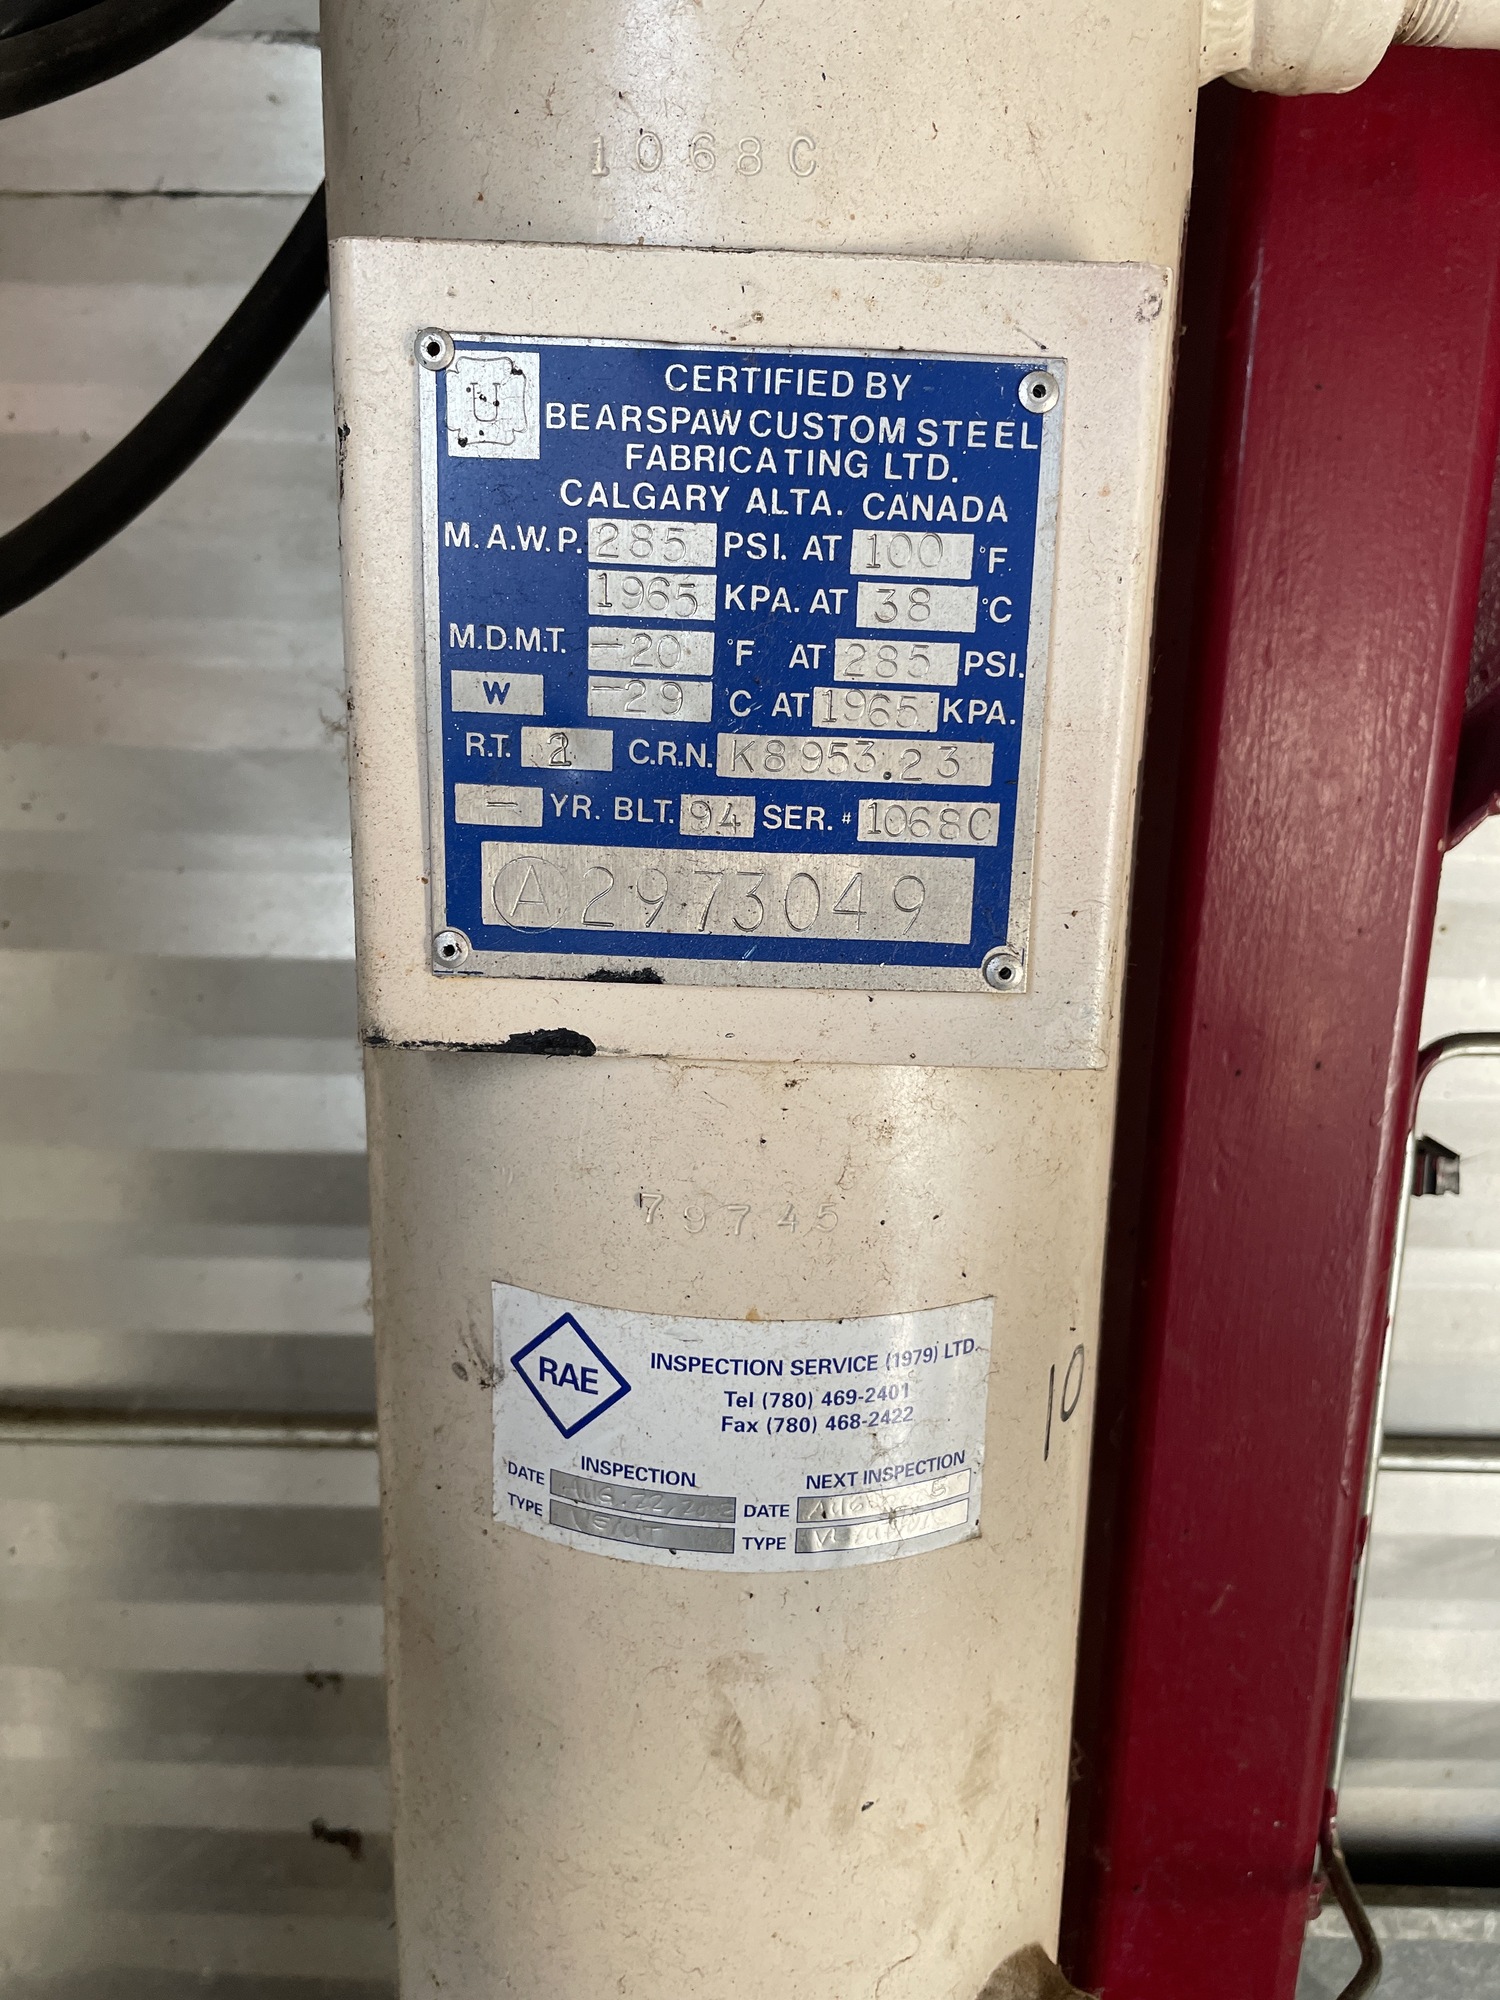 1068C
U
CERTIFIED BY
BEARSPAW CUSTOM STEEL
FABRICATING LTD.
CALGARY ALTA. CANADA
M.A.W.P. 285 PSI. AT 100 °F
1965 KPA. AT 38 °C
M.D.M.T. -20 °F AT 285 PSI.
W -29 °C AT 1965 KPA.
R.T. 2 C.R.N. K8953.23
- YR. BLT. 94 SER.# 1068C
A 2973049
79745
RAE
INSPECTION SERVICE (1979) LTD.
Tel (780) 469-2401
Fax (780) 468-2422
INSPECTION NEXT INSPECTION
DATE AUG. 22, DATE AUG
TYPE TYPE
10